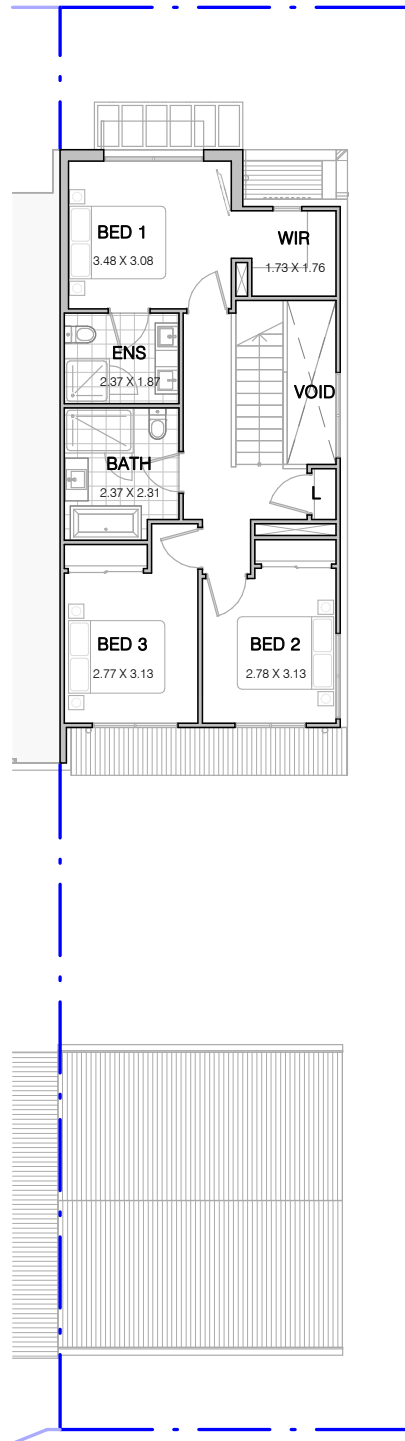 BED 1
3.48 X 3.08
WIR
1.73 X 1.76
ENS
2.37 X 1.87
VOID
BATH
2.37 X 2.31
L
BED 3
2.77 X 3.13
BED 2
2.78 X 3.13